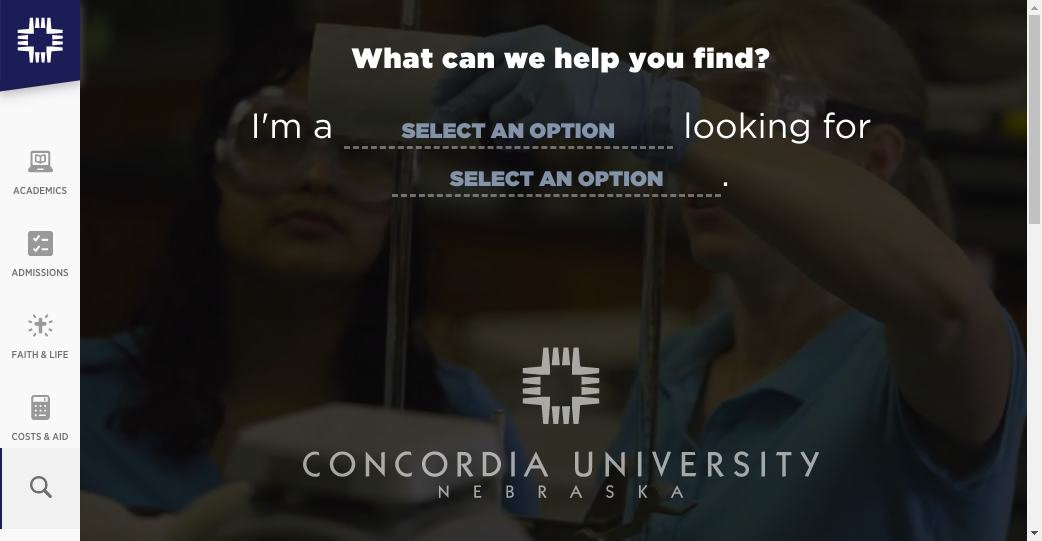 What can we help you find?
I'm a SELECT AN OPTION looking for
SELECT AN OPTION .
ACADEMICS
ADMISSIONS
FAITH & LIFE
COSTS & AID
CONCORDIA UNIVERSITY
NEBRASKA